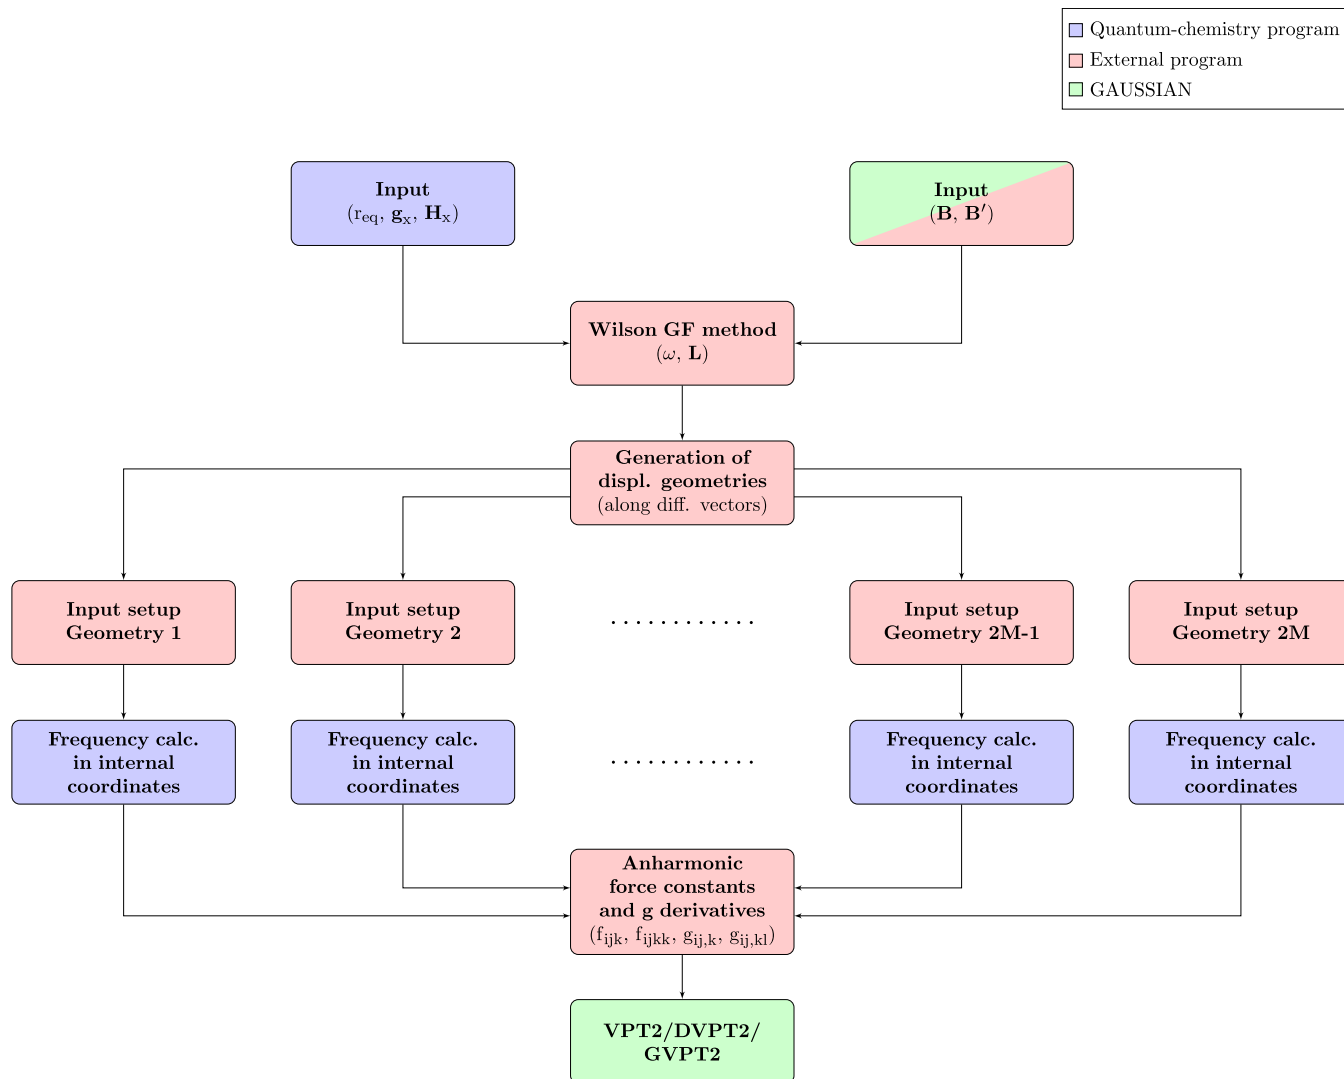 Quantum-chemistry program
External program
GAUSSIAN
Input
(r_eq, g_x, H_x)
Input
(B, B′)
Wilson GF method
(ω, L)
Generation of
displ. geometries
(along diff. vectors)
Input setup
Geometry 1
Input setup
Geometry 2
............
Input setup
Geometry 2M-1
Input setup
Geometry 2M
Frequency calc.
in internal
coordinates
Frequency calc.
in internal
coordinates
............
Frequency calc.
in internal
coordinates
Frequency calc.
in internal
coordinates
Anharmonic
force constants
and g derivatives
(f_ijk, f_ijkk, g_ij,k, g_ij,kl)
VPT2/DVPT2/
GVPT2